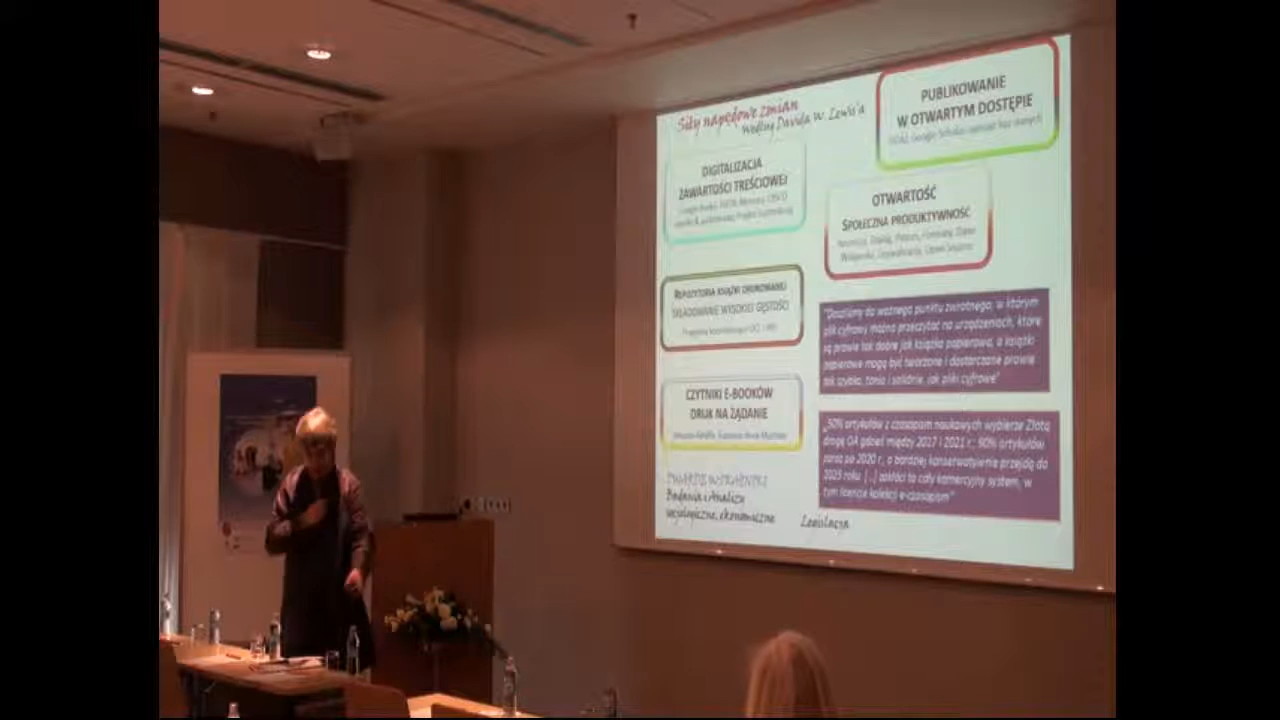 Siły napędowe zmian
Według Davida W. Lewis'a
PUBLIKOWANIE
W OTWARTYM DOSTĘPIE
DIGITALIZACJA
ZAWARTOŚCI TREŚCIOWEJ
OTWARTOŚĆ
SPOŁECZNA PRODUKTYWNOŚĆ
REPOZYTORIA KSIĄŻKI DRUKOWANEJ
SKŁADOWANIE WYSOKIEJ GĘSTOŚCI
CZYTNIKI E-BOOKÓW
DRUK NA ŻĄDANIE
"Doszliśmy do ważnego punktu zwrotnego, w którym
plik cyfrowy można przeczytać na urządzeniach, które
są prawie tak dobre jak książka papierowa, a książki
papierowe mogą być tworzone i dostarczane prawie
tak szybko, tanio i solidnie, jak pliki cyfrowe"
„50% artykułów z czasopism naukowych wybierze Złotą
drogę OA gdzieś między 2017 i 2021 r.; 90% artykułów
zaraz po 2020 r., a bardziej konserwatywnie przejdą do
2025 roku [..] zakłóci to cały komercyjny system, w
tym licencje kolekcji e-czasopism"
Badania i Analizy
socjologiczne, ekonomiczne
Legislacja